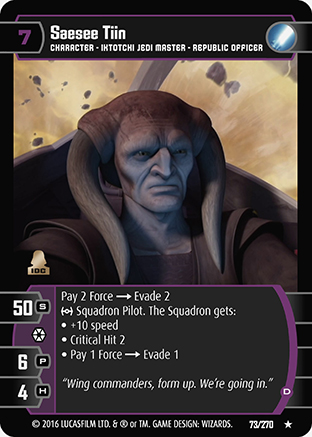 7
Saesee Tiin
CHARACTER - IKTOTCHI JEDI MASTER - REPUBLIC OFFICER
IDC
50 S
Pay 2 Force → Evade 2
Squadron Pilot. The Squadron gets:
• +10 speed
• Critical Hit 2
6 P
• Pay 1 Force → Evade 1
4 H
"Wing commanders, form up. We're going in."
D
© 2016 LUCASFILM LTD. & ® or TM. GAME DESIGN: WIZARDS.
73/270 ★